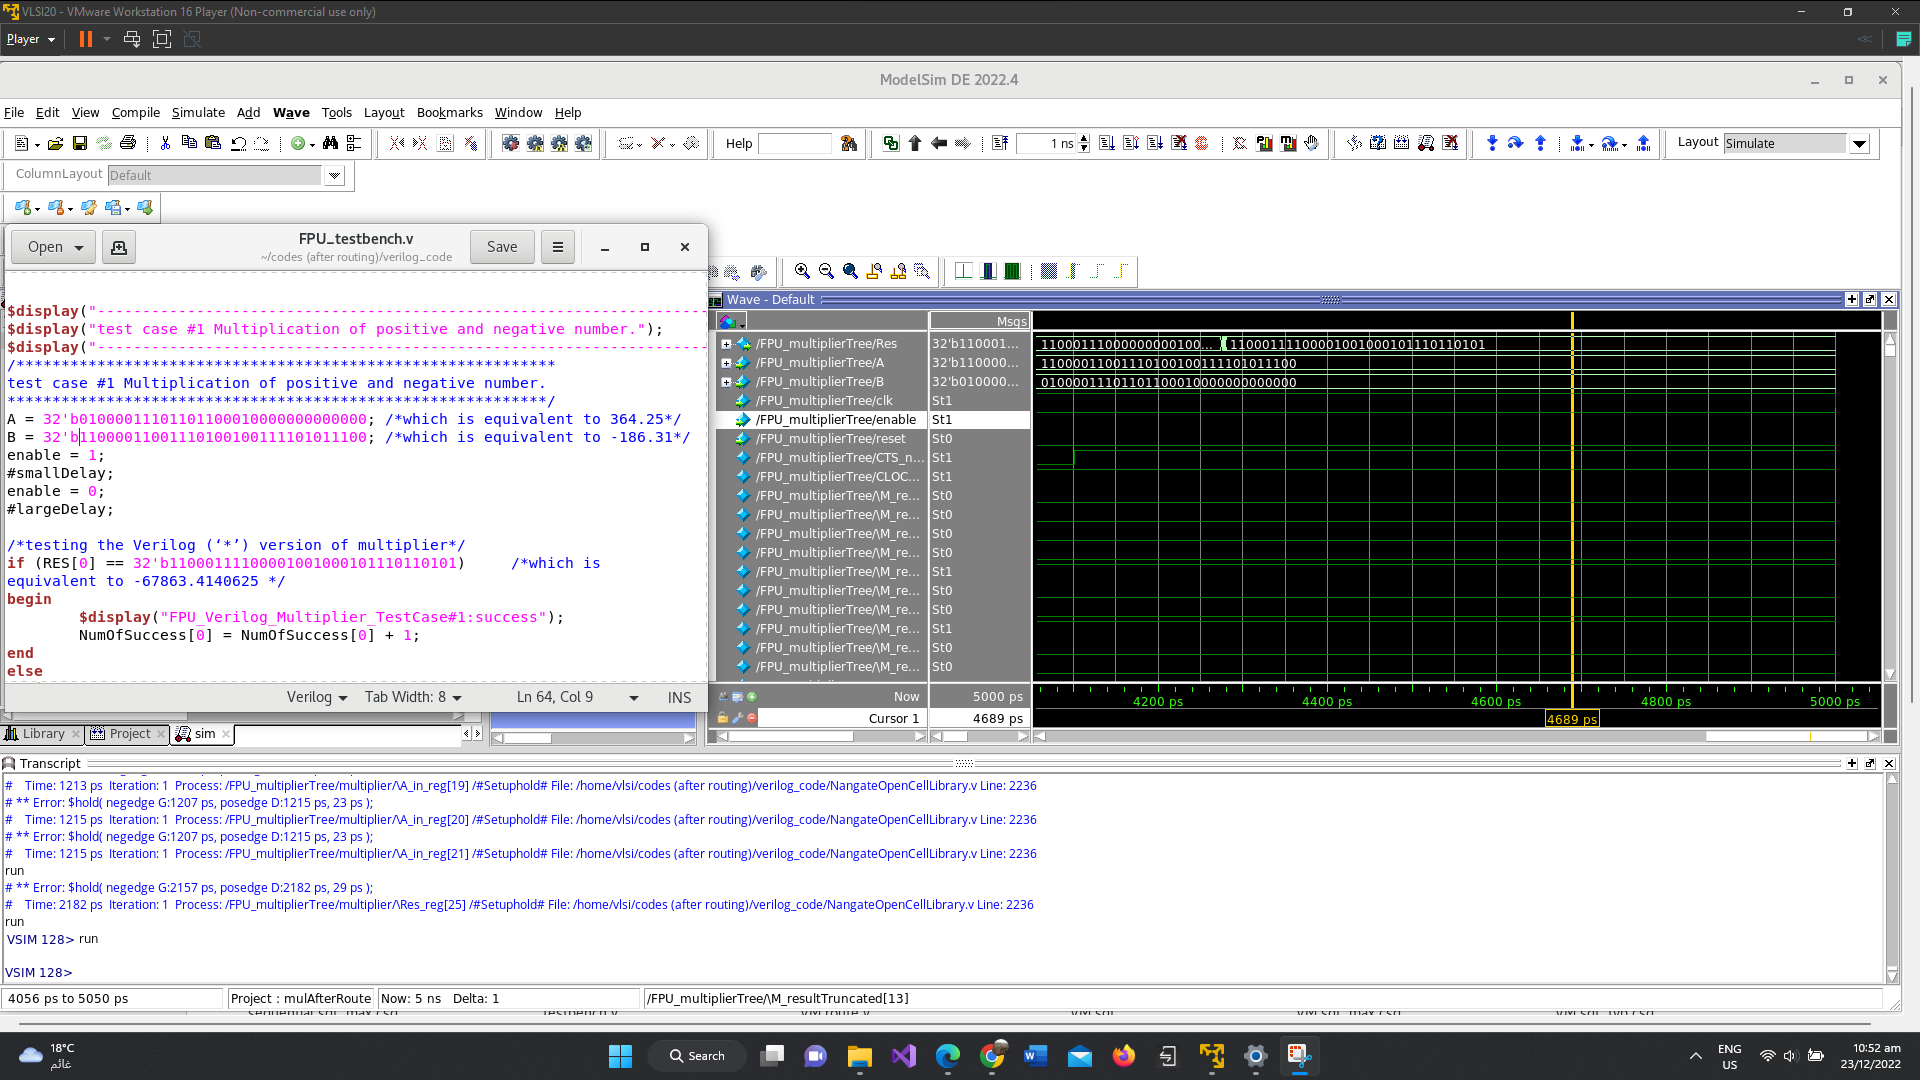 VLSI20 - VMware Workstation 16 Player (Non-commercial use only)
Player
ModelSim DE 2022.4
File Edit View Compile Simulate Add Wave Tools Layout Bookmarks Window Help
Help
1 ns
Layout Simulate
ColumnLayout Default
Open
FPU_testbench.v
~/codes (after routing)/verilog_code
Save
$display("--------------------------------------------------------------------
$display("test case #1 Multiplication of positive and negative number.");
$display("--------------------------------------------------------------------
/************************************************************
test case #1 Multiplication of positive and negative number.
************************************************************/
A = 32'b01000011101101100010000000000000; /*which is equivalent to 364.25*/
B = 32'b11000011001110100100111101011100; /*which is equivalent to -186.31*/
enable = 1;
#smallDelay;
enable = 0;
#largeDelay;
/*testing the Verilog (‘*’) version of multiplier*/
if (RES[0] == 32'b11000111100001001000101110110101) /*which is
equivalent to -67863.4140625 */
begin
$display("FPU_Verilog_Multiplier_TestCase#1:success");
NumOfSuccess[0] = NumOfSuccess[0] + 1;
end
else
Verilog Tab Width: 8 Ln 64, Col 9 INS
Wave - Default
Msgs
/FPU_multiplierTree/Res 32'b110001... 11000111000000000100... 11000111100001001000101110110101
/FPU_multiplierTree/A 32'b110000... 11000011001110100100111101011100
/FPU_multiplierTree/B 32'b010000... 01000011101101100010000000000000
/FPU_multiplierTree/clk St1
/FPU_multiplierTree/enable St1
/FPU_multiplierTree/reset St0
/FPU_multiplierTree/CTS_n... St1
/FPU_multiplierTree/CLOC... St1
/FPU_multiplierTree/\M_re... St0
/FPU_multiplierTree/\M_re... St0
/FPU_multiplierTree/\M_re... St0
/FPU_multiplierTree/\M_re... St0
/FPU_multiplierTree/\M_re... St1
/FPU_multiplierTree/\M_re... St0
/FPU_multiplierTree/\M_re... St0
/FPU_multiplierTree/\M_re... St1
/FPU_multiplierTree/\M_re... St0
/FPU_multiplierTree/\M_re... St0
Now 5000 ps 4200 ps 4400 ps 4600 ps 4800 ps 5000 ps
Cursor 1 4689 ps 4689 ps
Library Project sim
Transcript
# Time: 1213 ps Iteration: 1 Process: /FPU_multiplierTree/multiplier/\A_in_reg[19] /#Setuphold# File: /home/vlsi/codes (after routing)/verilog_code/NangateOpenCellLibrary.v Line: 2236
# ** Error: $hold( negedge G:1207 ps, posedge D:1215 ps, 23 ps );
# Time: 1215 ps Iteration: 1 Process: /FPU_multiplierTree/multiplier/\A_in_reg[20] /#Setuphold# File: /home/vlsi/codes (after routing)/verilog_code/NangateOpenCellLibrary.v Line: 2236
# ** Error: $hold( negedge G:1207 ps, posedge D:1215 ps, 23 ps );
# Time: 1215 ps Iteration: 1 Process: /FPU_multiplierTree/multiplier/\A_in_reg[21] /#Setuphold# File: /home/vlsi/codes (after routing)/verilog_code/NangateOpenCellLibrary.v Line: 2236
run
# ** Error: $hold( negedge G:2157 ps, posedge D:2182 ps, 29 ps );
# Time: 2182 ps Iteration: 1 Process: /FPU_multiplierTree/multiplier/\Res_reg[25] /#Setuphold# File: /home/vlsi/codes (after routing)/verilog_code/NangateOpenCellLibrary.v Line: 2236
run
VSIM 128> run
VSIM 128>
4056 ps to 5050 ps Project : mulAfterRoute Now: 5 ns Delta: 1 /FPU_multiplierTree/\M_resultTruncated[13]
18°C
غائم
Search
ENG
US
10:52 am
23/12/2022